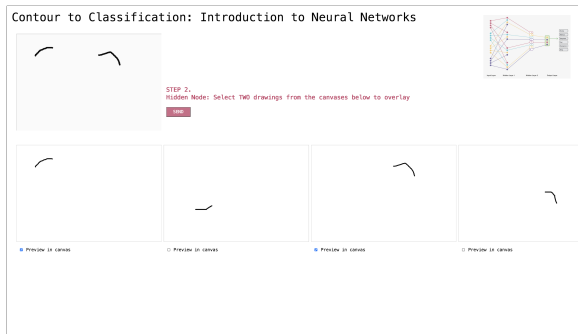 Contour to Classification: Introduction to Neural Networks
STEP 2.
Hidden Node: Select TWO drawings from the canvases below to overlay
SEND
Preview in canvas
Preview in canvas
Preview in canvas
Preview in canvas